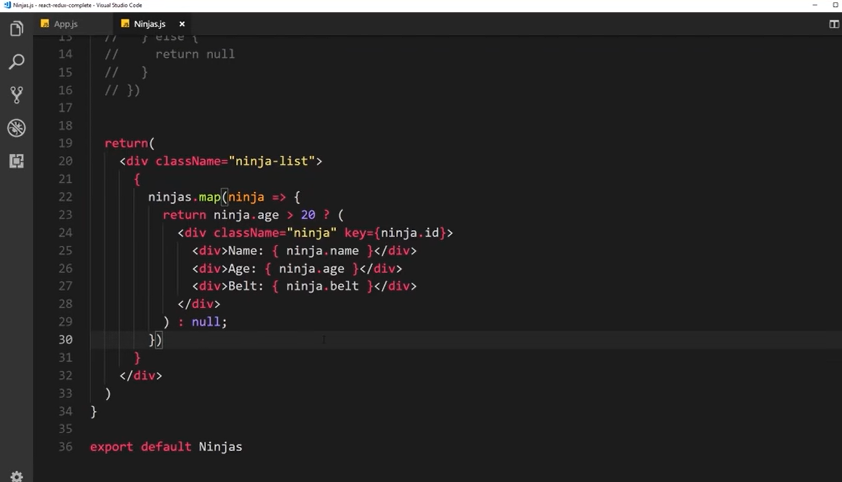 Ninjas.js - react-redux-complete - Visual Studio Code
App.js
Ninjas.js
13 // } else {
14 // return null
15 // }
16 // })
17
18
19 return(
20 <div className="ninja-list">
21 {
22 ninjas.map(ninja => {
23 return ninja.age > 20 ? (
24 <div className="ninja" key={ninja.id}>
25 <div>Name: { ninja.name }</div>
26 <div>Age: { ninja.age }</div>
27 <div>Belt: { ninja.belt }</div>
28 </div>
29 ) : null;
30 })
31 }
32 </div>
33 )
34 }
35
36 export default Ninjas